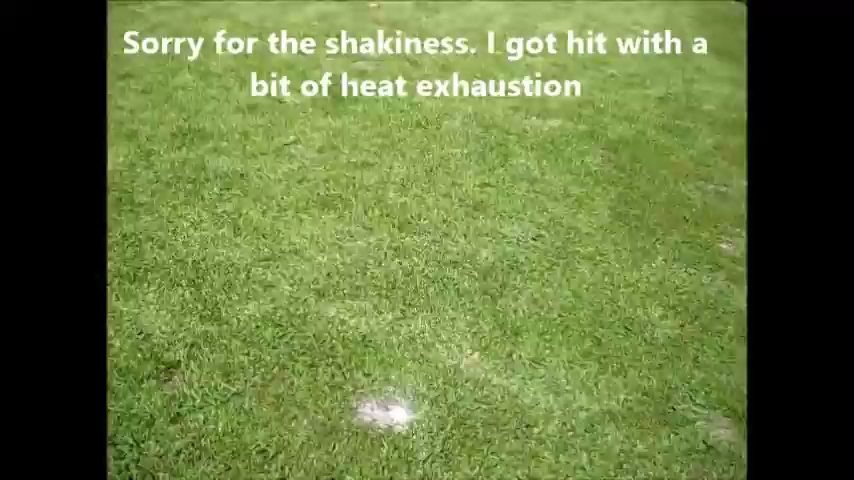 Sorry for the shakiness. I got hit with a
bit of heat exhaustion